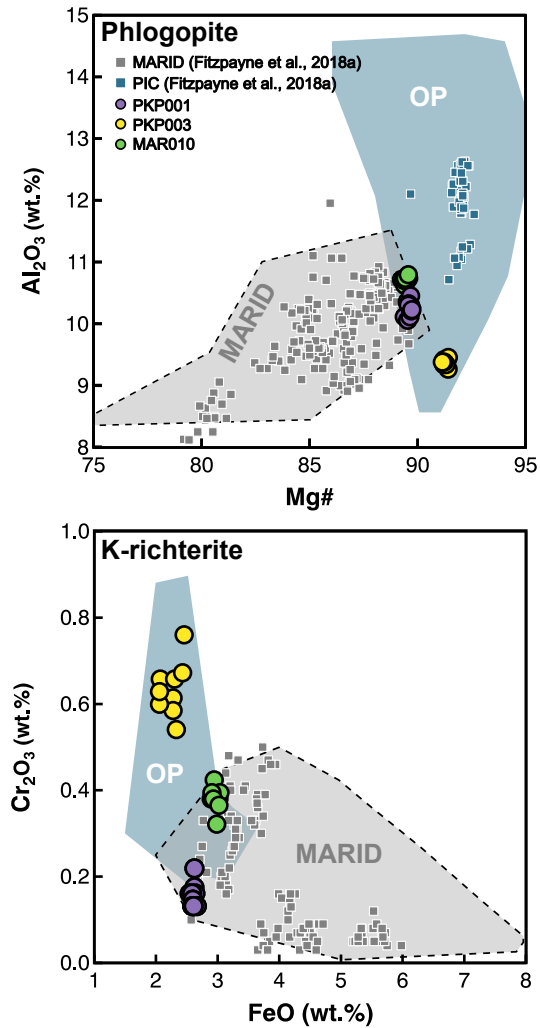 Phlogopite
MARID (Fitzpayne et al., 2018a)
PIC (Fitzpayne et al., 2018a)
PKP001
PKP003
MAR010
OP
MARID
15
14
13
12
11
10
9
8
Al₂O₃ (wt.%)
75 80 85 90 95
Mg#
K-richterite
OP
MARID
1.0
0.8
0.6
0.4
0.2
0.0
Cr₂O₃ (wt.%)
1 2 3 4 5 6 7 8
FeO (wt.%)